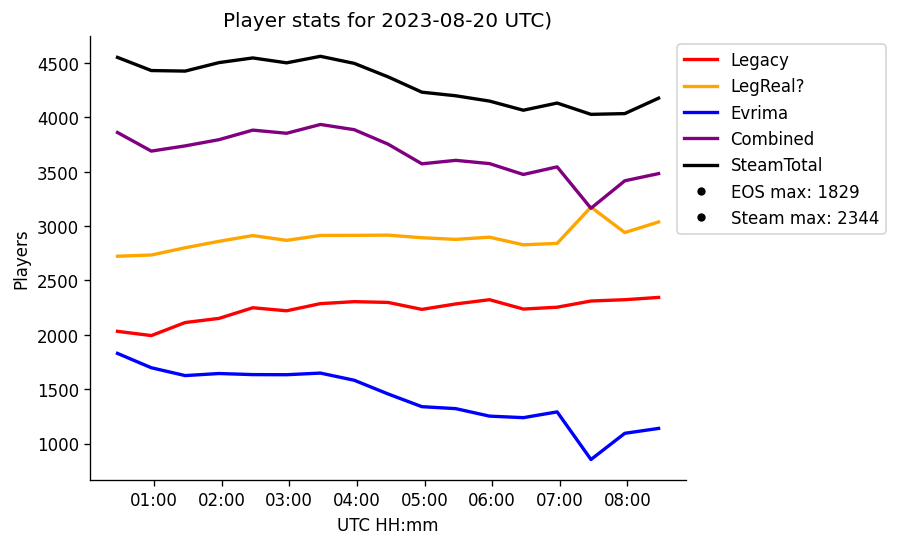 Player stats for 2023-08-20 UTC)
Legacy
LegReal?
Evrima
Combined
SteamTotal
EOS max: 1829
Steam max: 2344
Players
4500
4000
3500
3000
2500
2000
1500
1000
01:00 02:00 03:00 04:00 05:00 06:00 07:00 08:00
UTC HH:mm